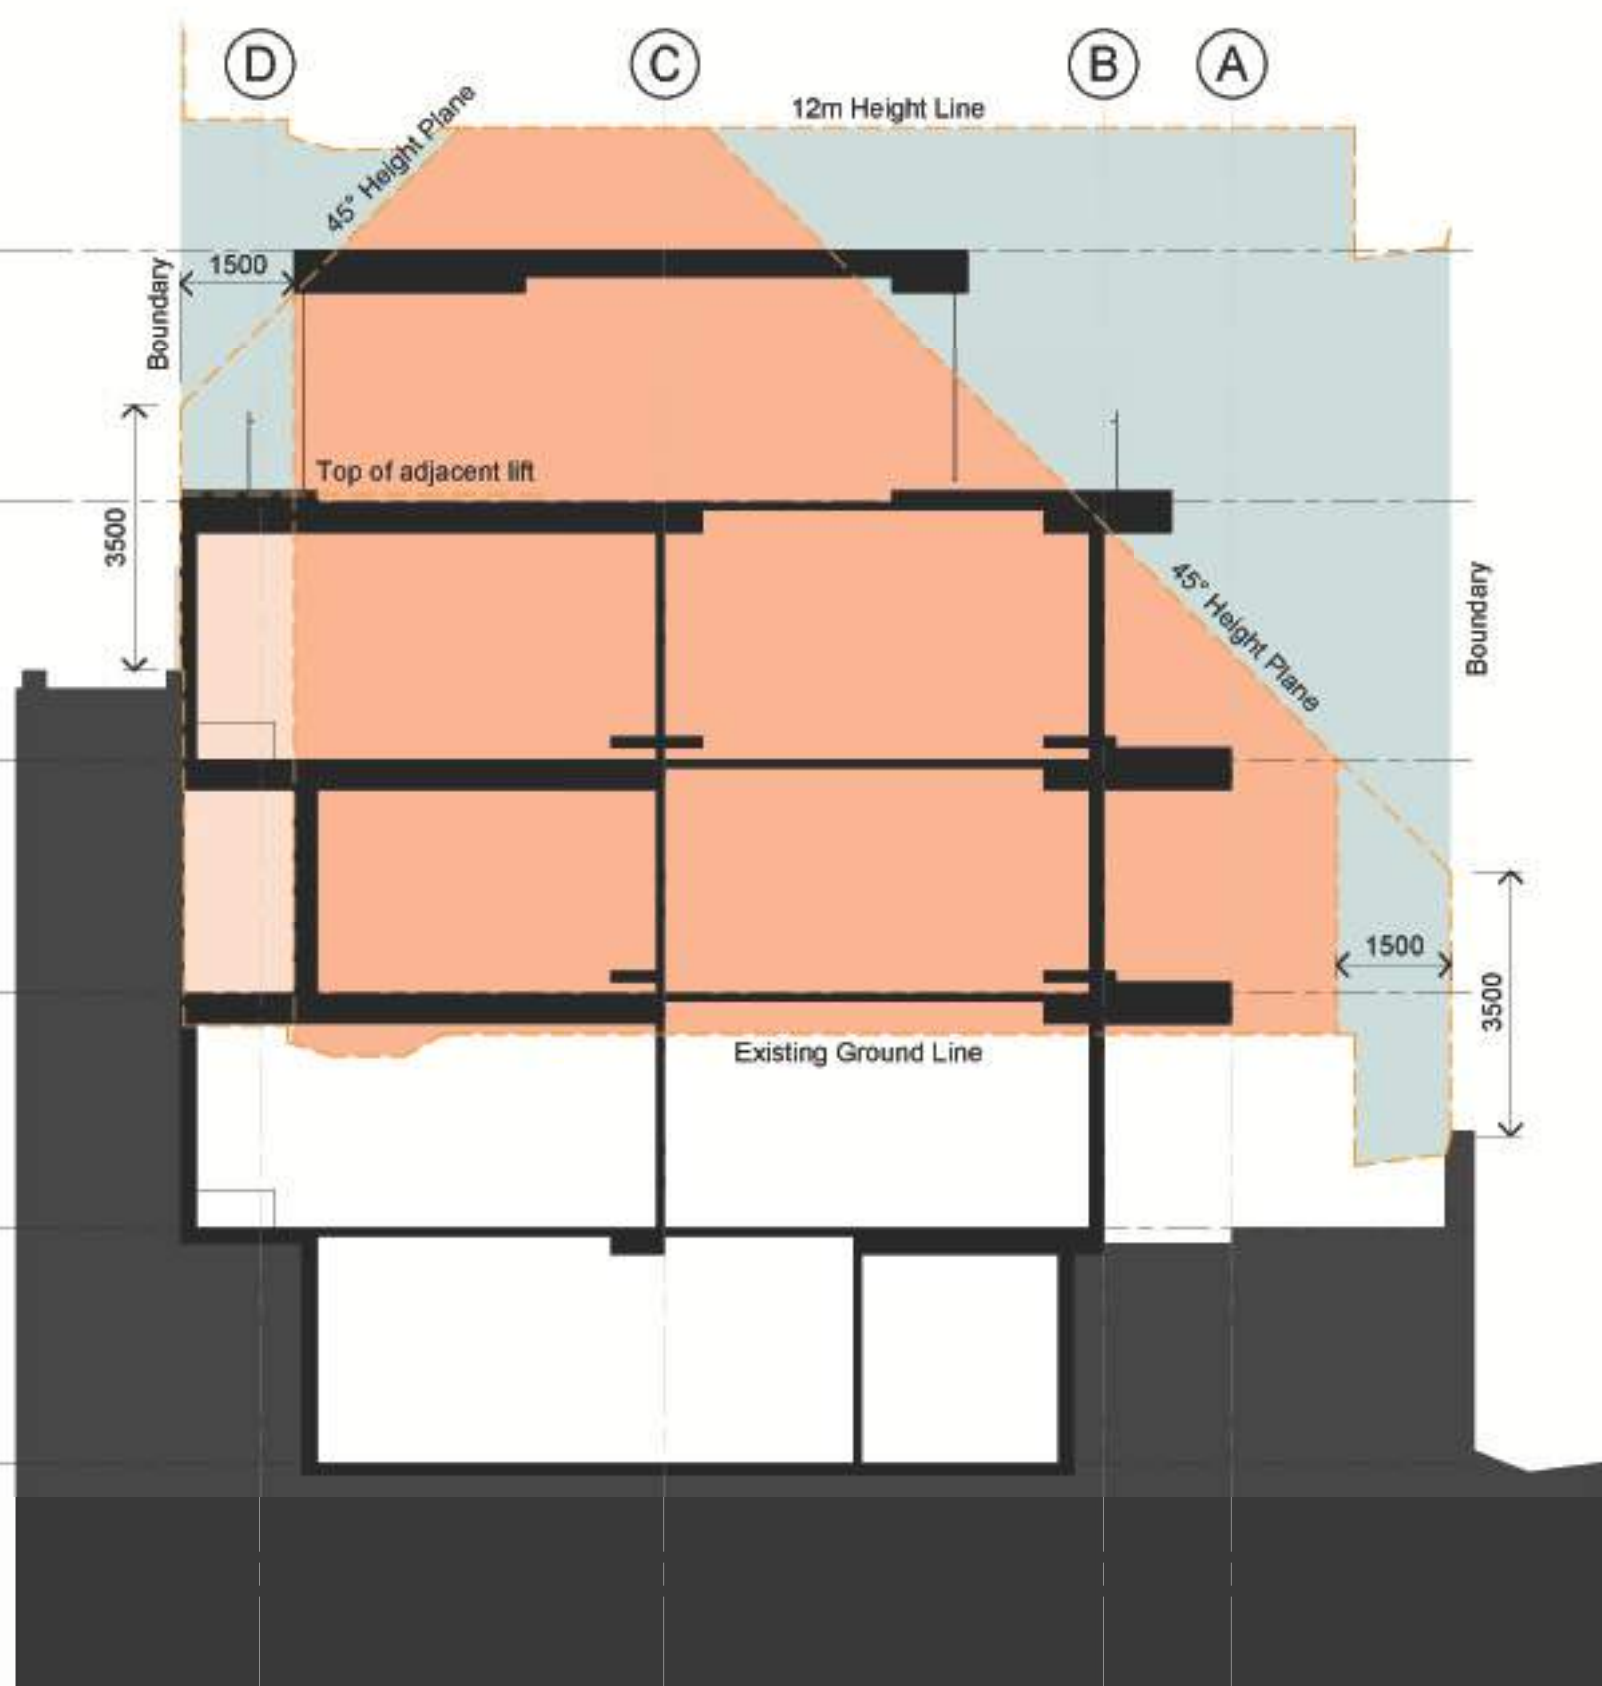 D
C
B
A
12m Height Line
45° Height Plane
1500
Boundary
Top of adjacent lift
3500
45° Height Plane
Boundary
1500
3500
Existing Ground Line